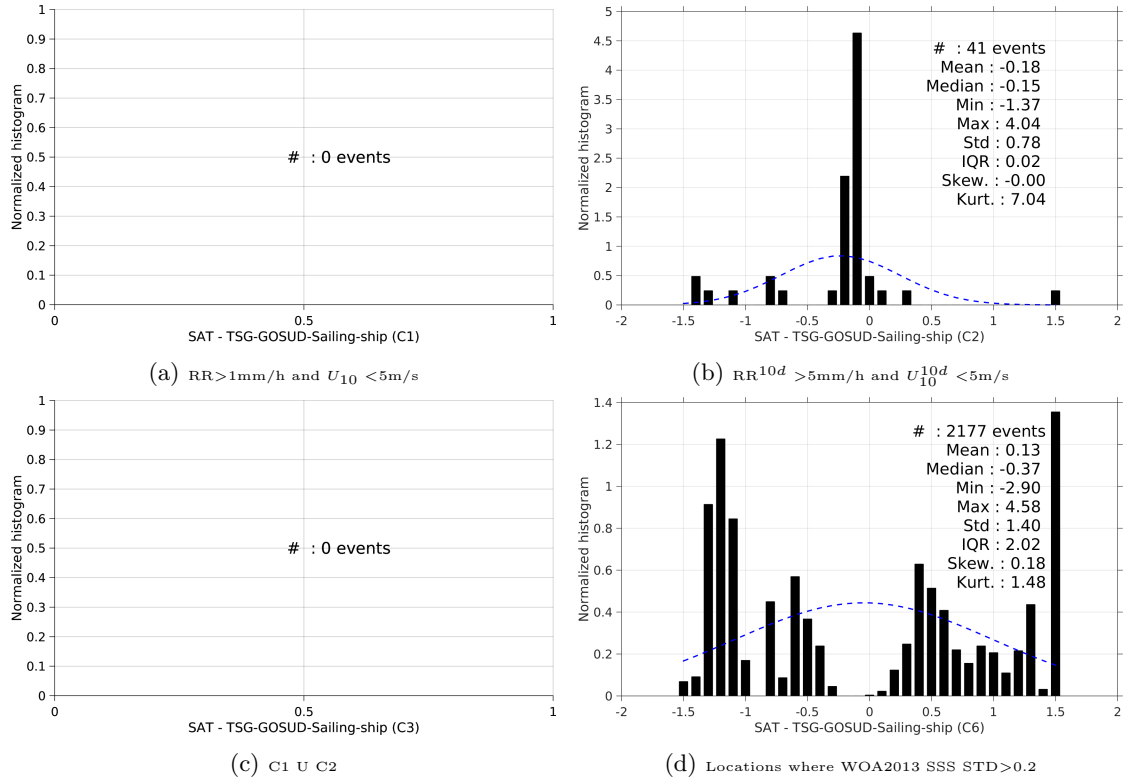 1
0.9
0.8
0.7
0.6
0.5
0.4
0.3
0.2
0.1
0
Normalized histogram
# : 0 events
0 0.5 1
SAT - TSG-GOSUD-Sailing-ship (C1)
(a) RR>1mm/h and U10 <5m/s
5
4.5
4
3.5
3
2.5
2
1.5
1
0.5
0
Normalized histogram
# : 41 events
Mean : -0.18
Median : -0.15
Min : -1.37
Max : 4.04
Std : 0.78
IQR : 0.02
Skew. : -0.00
Kurt. : 7.04
-2 -1.5 -1 -0.5 0 0.5 1 1.5 2
SAT - TSG-GOSUD-Sailing-ship (C2)
(b) RR10d >5mm/h and U10d10 <5m/s
1
0.9
0.8
0.7
0.6
0.5
0.4
0.3
0.2
0.1
0
Normalized histogram
# : 0 events
0 0.5 1
SAT - TSG-GOSUD-Sailing-ship (C3)
(c) C1 U C2
1.4
1.2
1
0.8
0.6
0.4
0.2
0
Normalized histogram
# : 2177 events
Mean : 0.13
Median : -0.37
Min : -2.90
Max : 4.58
Std : 1.40
IQR : 2.02
Skew. : 0.18
Kurt. : 1.48
-2 -1.5 -1 -0.5 0 0.5 1 1.5 2
SAT - TSG-GOSUD-Sailing-ship (C6)
(d) Locations where WOA2013 SSS STD>0.2